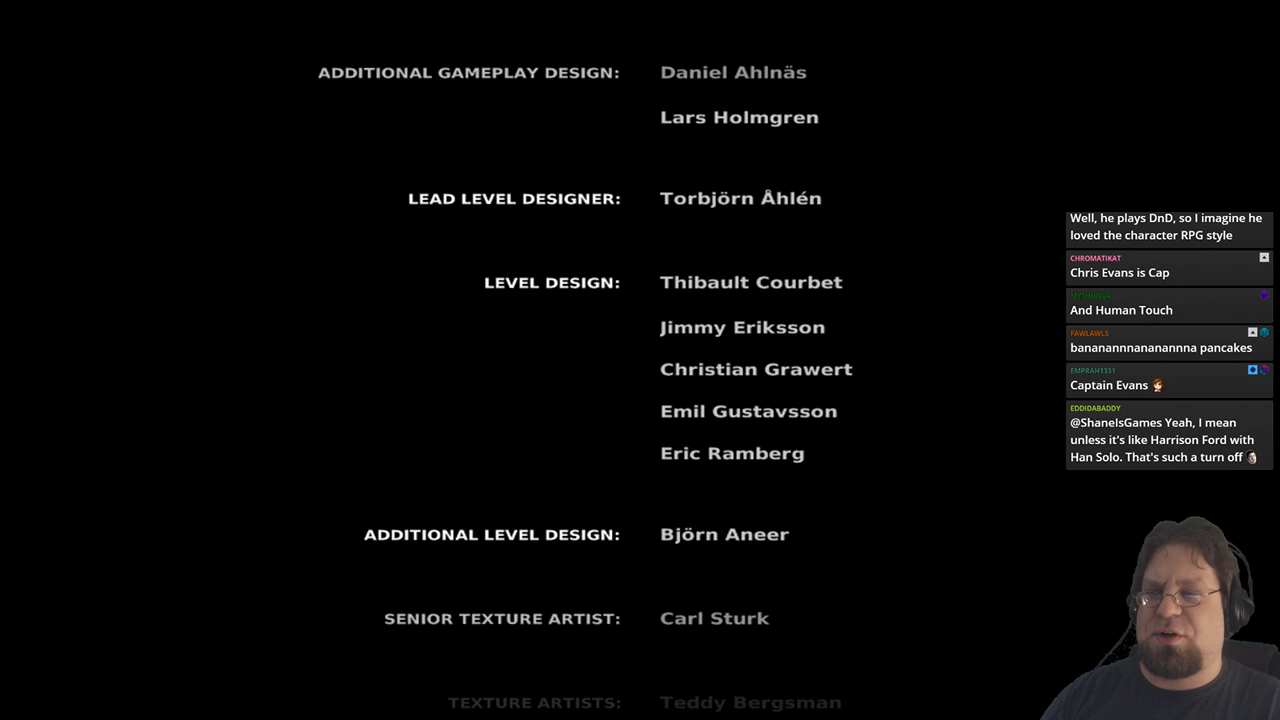 ADDITIONAL GAMEPLAY DESIGN: Daniel Ahlnäs
Lars Holmgren
LEAD LEVEL DESIGNER: Torbjörn Åhlén
LEVEL DESIGN: Thibault Courbet
Jimmy Eriksson
Christian Grawert
Emil Gustavsson
Eric Ramberg
ADDITIONAL LEVEL DESIGN: Björn Aneer
SENIOR TEXTURE ARTIST: Carl Sturk
TEXTURE ARTISTS: Teddy Bergsman
Well, he plays DnD, so I imagine he
loved the character RPG style
CHROMATIKAT
Chris Evans is Cap
And Human Touch
FAWLAWLS
bananannnanananna pancakes
EMPRAH1331
Captain Evans
EDDIDABADDY
@ShaneIsGames Yeah, I mean
unless it's like Harrison Ford with
Han Solo. That's such a turn off